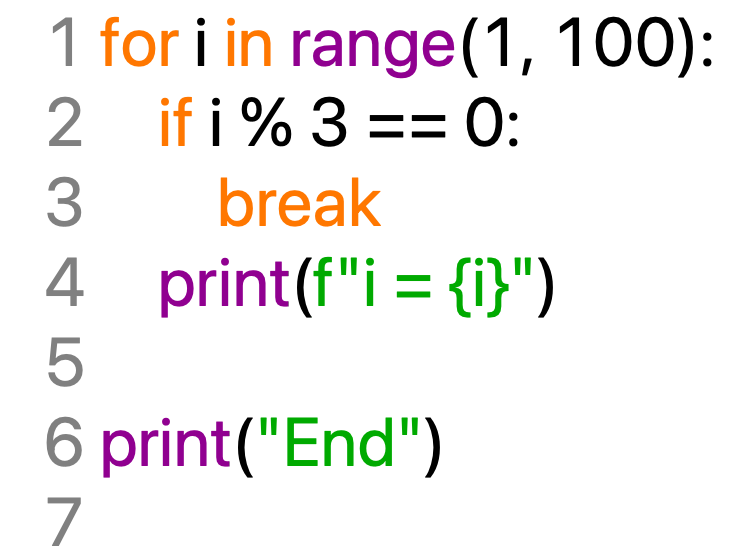 1 for i in range(1, 100):
2     if i % 3 == 0:
3         break
4     print(f"i = {i}")
5
6 print("End")
7